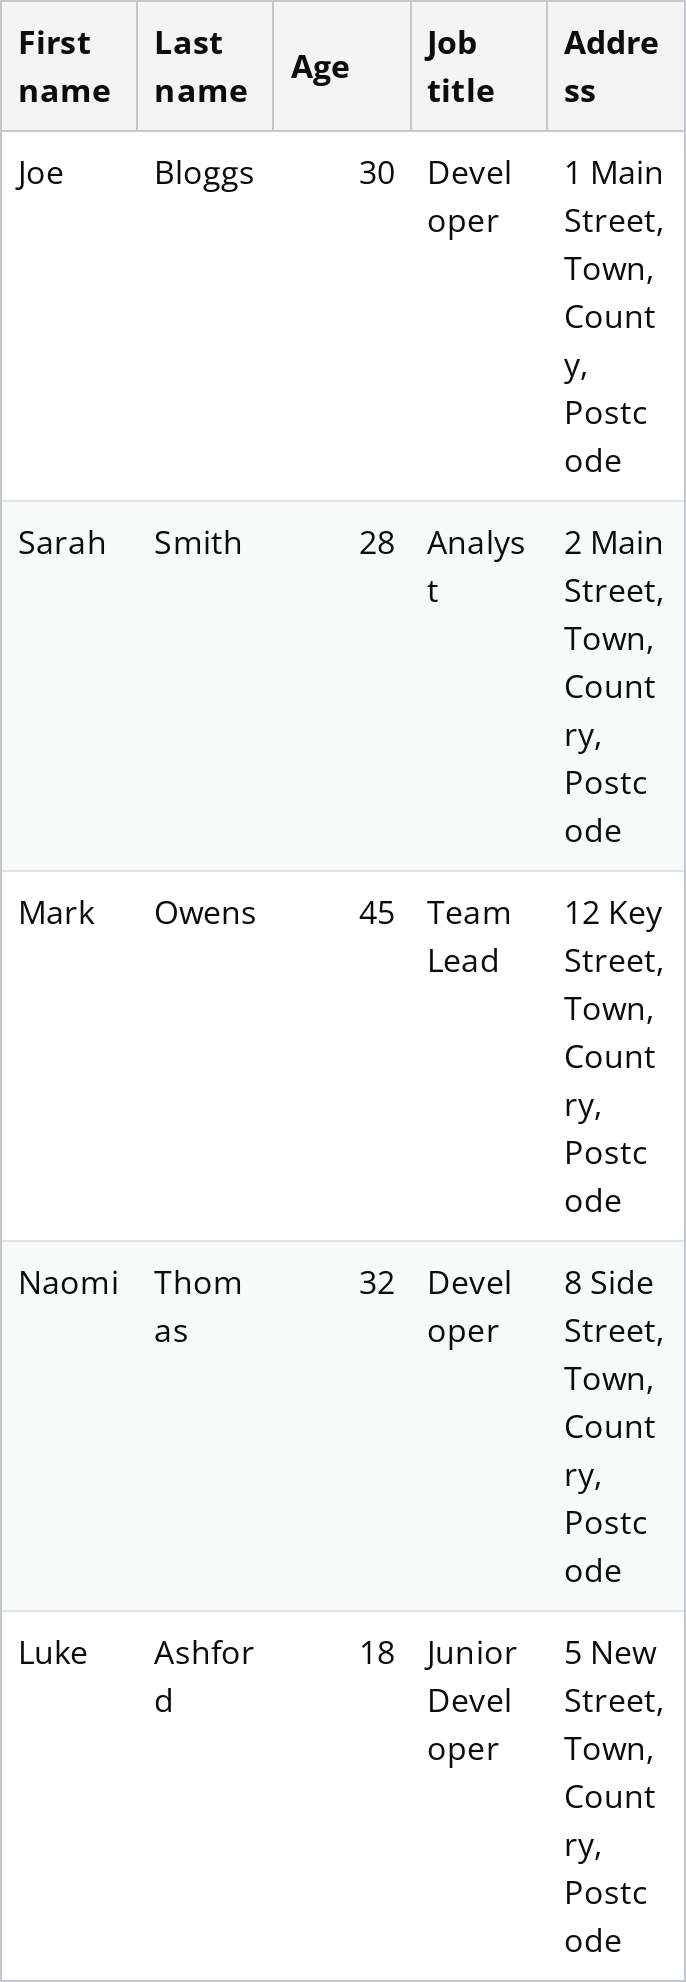 First name | Last name | Age | Job title | Address
Joe | Bloggs | 30 | Developer | 1 Main Street, Town, County, Postcode
Sarah | Smith | 28 | Analyst | 2 Main Street, Town, Country, Postcode
Mark | Owens | 45 | Team Lead | 12 Key Street, Town, Country, Postcode
Naomi | Thomas | 32 | Developer | 8 Side Street, Town, Country, Postcode
Luke | Ashford | 18 | Junior Developer | 5 New Street, Town, Country, Postcode